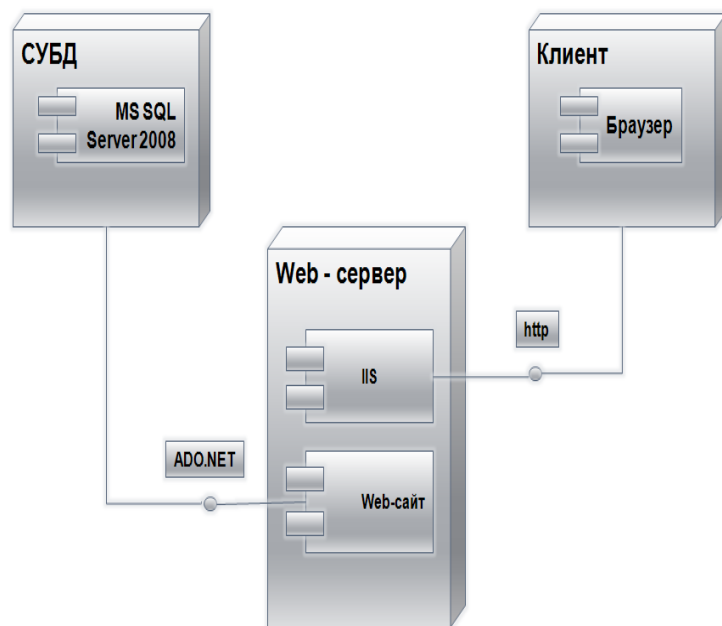 СУБД
MS SQL
Server 2008
Клиент
Браузер
Web - сервер
IIS
http
ADO.NET
Web-сайт